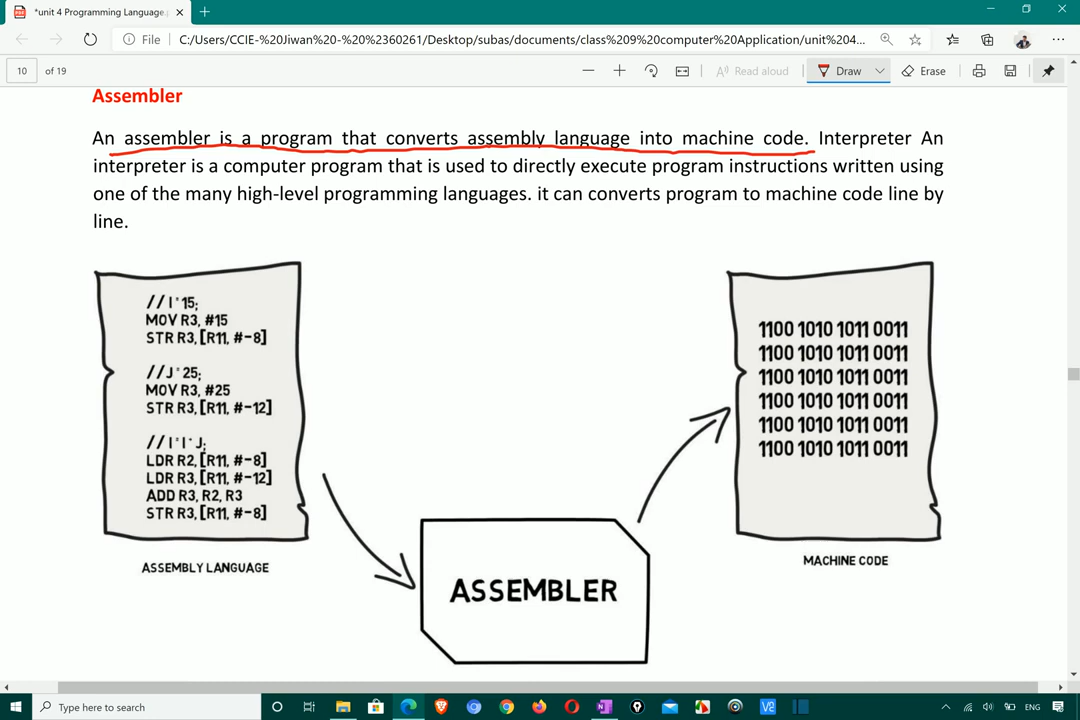 *unit 4 Programming Language.
File
C:/Users/CCIE-%20Jiwan%20-%20%2360261/Desktop/subas/documents/class%209%20computer%20Application/unit%204...
10 of 19
Read aloud
Draw
Erase
Assembler
An assembler is a program that converts assembly language into machine code. Interpreter An
interpreter is a computer program that is used to directly execute program instructions written using
one of the many high-level programming languages. it can converts program to machine code line by
line.
//I=15;
MOV R3, #15
STR R3, [R11, #-8]
//J=25;
MOV R3, #25
STR R3, [R11, #-12]
//I=I+J;
LDR R2, [R11, #-8]
LDR R3, [R11, #-12]
ADD R3, R2, R3
STR R3, [R11, #-8]
ASSEMBLY LANGUAGE
ASSEMBLER
1100 1010 1011 0011
1100 1010 1011 0011
1100 1010 1011 0011
1100 1010 1011 0011
1100 1010 1011 0011
1100 1010 1011 0011
MACHINE CODE
Type here to search
ENG